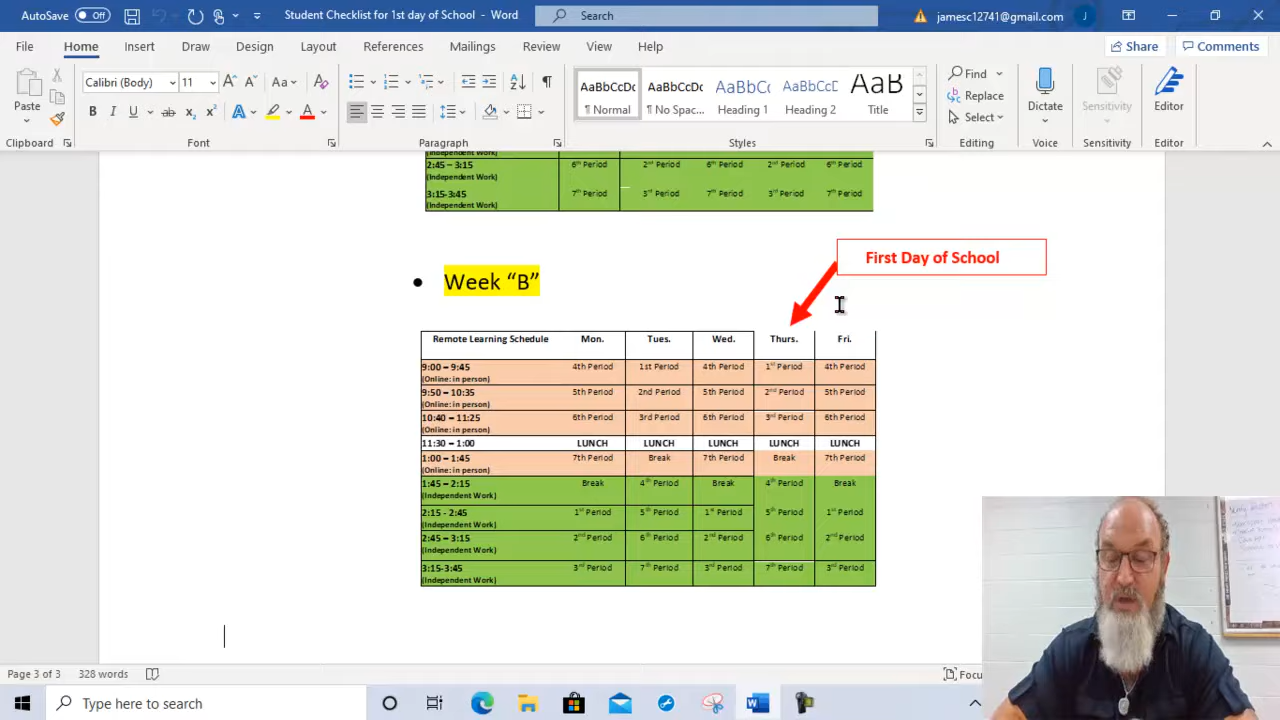 AutoSave Off Student Checklist for 1st day of School - Word Search jamesc12741@gmail.com J
File Home Insert Draw Design Layout References Mailings Review View Help Share Comments
Paste Calibri (Body) 11 Aa AaBbCcDc AaBbCcDc AaBbCcI AaBbCcD AaB Find Dictate Sensitivity Editor
B I U ab x₂ x² A A ¶ Normal ¶ No Spac... Heading 1 Heading 2 Title Replace
Select
Clipboard Font Paragraph Styles Editing Voice Sensitivity Editor
(Independent Work)
2:45 – 3:15 6th Period 2nd Period 6th Period 2nd Period 6th Period
(Independent Work)
3:15-3:45 7th Period 3rd Period 7th Period 3rd Period 7th Period
(Independent Work)
First Day of School
• Week “B”
Remote Learning Schedule Mon. Tues. Wed. Thurs. Fri.
9:00 – 9:45 4th Period 1st Period 4th Period 1st Period 4th Period
(Online: in person)
9:50 – 10:35 5th Period 2nd Period 5th Period 2nd Period 5th Period
(Online: in person)
10:40 – 11:25 6th Period 3rd Period 6th Period 3rd Period 6th Period
(Online: in person)
11:30 – 1:00 LUNCH LUNCH LUNCH LUNCH LUNCH
1:00 – 1:45 7th Period Break 7th Period Break 7th Period
(Online: in person)
1:45 – 2:15 Break 4th Period Break 4th Period Break
(Independent Work)
2:15 - 2:45 1st Period 5th Period 1st Period 5th Period 1st Period
(Independent Work)
2:45 – 3:15 2nd Period 6th Period 2nd Period 6th Period 2nd Period
(Independent Work)
3:15-3:45 3rd Period 7th Period 3rd Period 7th Period 3rd Period
(Independent Work)
Page 3 of 3 328 words Focu
Type here to search